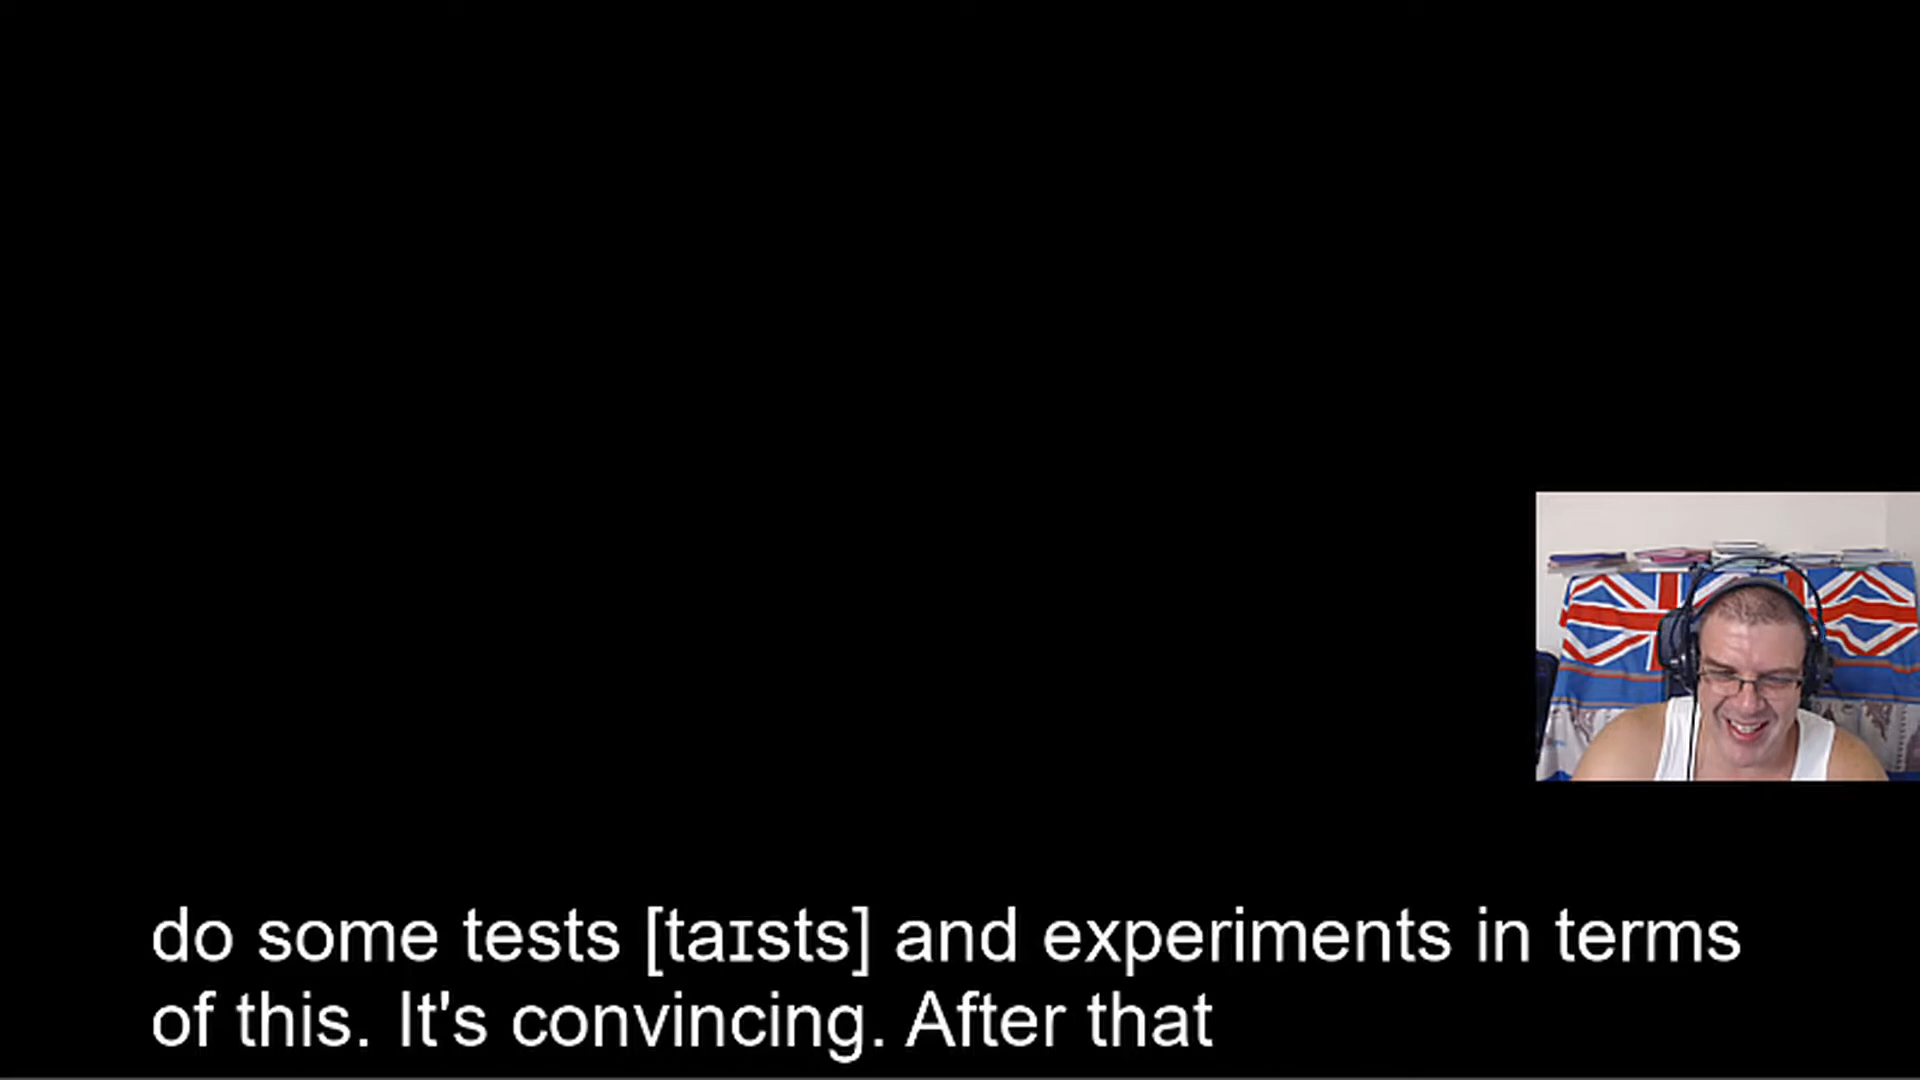 do some tests [taɪsts] and experiments in terms
of this. It's convincing. After that